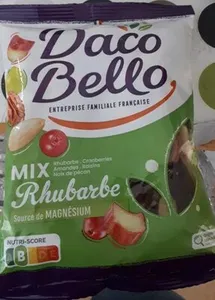 Daco
Bello
ENTREPRISE FAMILIALE FRANÇAISE
MIX
Rhubarbe, Cranberries
Amandes, Raisins
Noix de pécan
Rhubarbe
Source de MAGNÉSIUM
NUTRI-SCORE
B